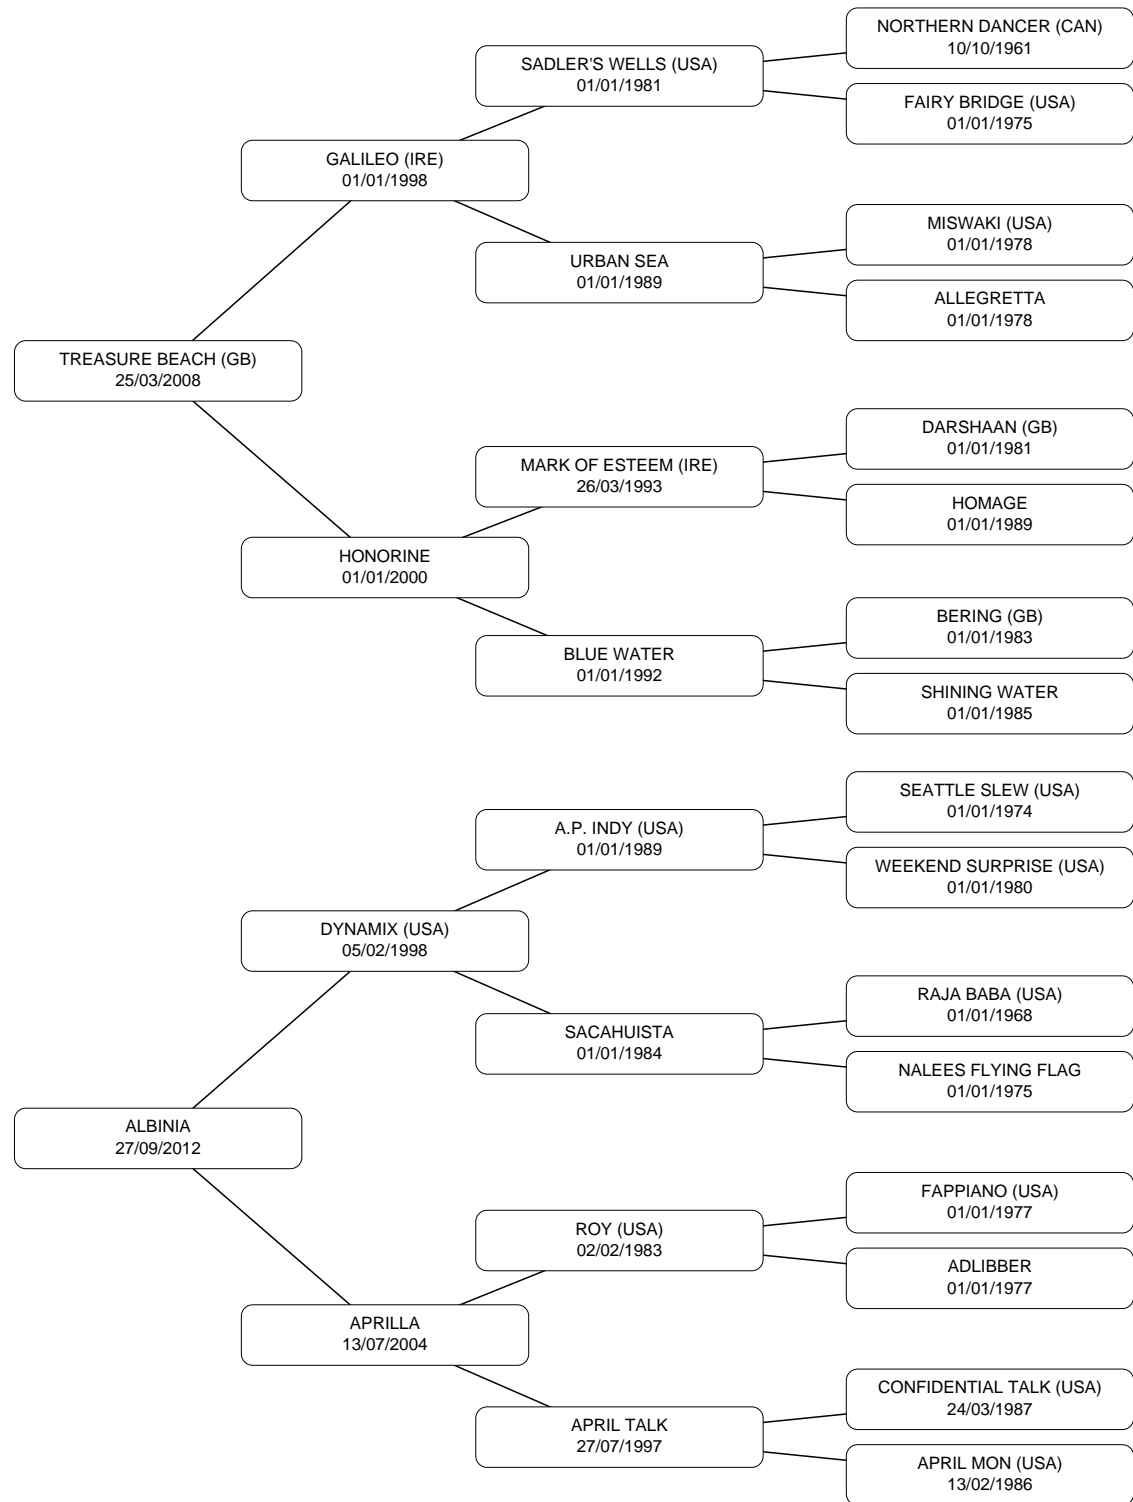 NORTHERN DANCER (CAN)
10/10/1961
SADLER'S WELLS (USA)
01/01/1981
FAIRY BRIDGE (USA)
01/01/1975
GALILEO (IRE)
01/01/1998
MISWAKI (USA)
01/01/1978
URBAN SEA
01/01/1989
ALLEGRETTA
01/01/1978
TREASURE BEACH (GB)
25/03/2008
DARSHAAN (GB)
01/01/1981
MARK OF ESTEEM (IRE)
26/03/1993
HOMAGE
01/01/1989
HONORINE
01/01/2000
BERING (GB)
01/01/1983
BLUE WATER
01/01/1992
SHINING WATER
01/01/1985
SEATTLE SLEW (USA)
01/01/1974
A.P. INDY (USA)
01/01/1989
WEEKEND SURPRISE (USA)
01/01/1980
DYNAMIX (USA)
05/02/1998
RAJA BABA (USA)
01/01/1968
SACAHUISTA
01/01/1984
NALEES FLYING FLAG
01/01/1975
ALBINIA
27/09/2012
FAPPIANO (USA)
01/01/1977
ROY (USA)
02/02/1983
ADLIBBER
01/01/1977
APRILLA
13/07/2004
CONFIDENTIAL TALK (USA)
24/03/1987
APRIL TALK
27/07/1997
APRIL MON (USA)
13/02/1986